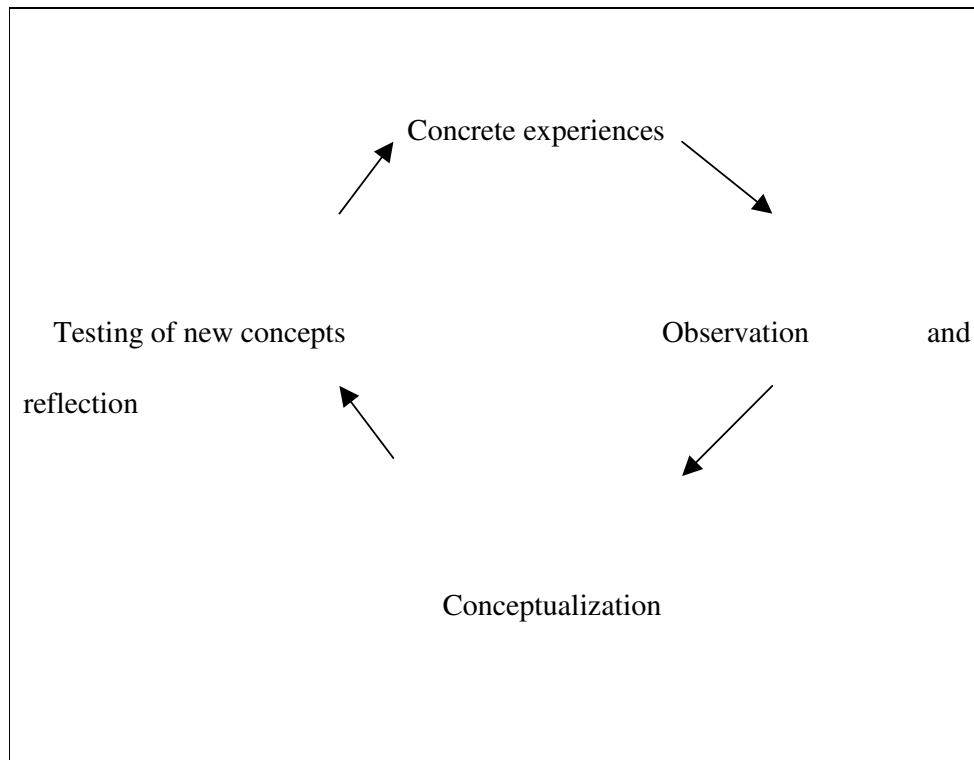 Concrete experiences
Testing of new concepts Observation and
reflection
Conceptualization